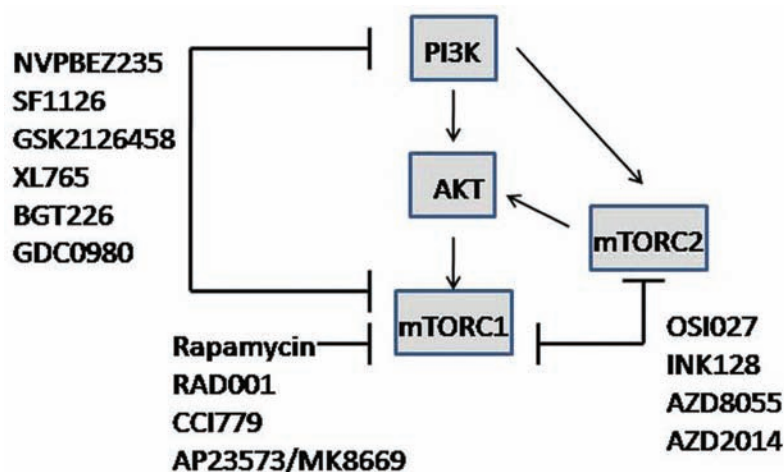 NVPBEZ235
SF1126
GSK2126458
XL765
BGT226
GDC0980
PI3K
AKT
mTORC2
mTORC1
Rapamycin
RAD001
CCI779
AP23573/MK8669
OSI027
INK128
AZD8055
AZD2014